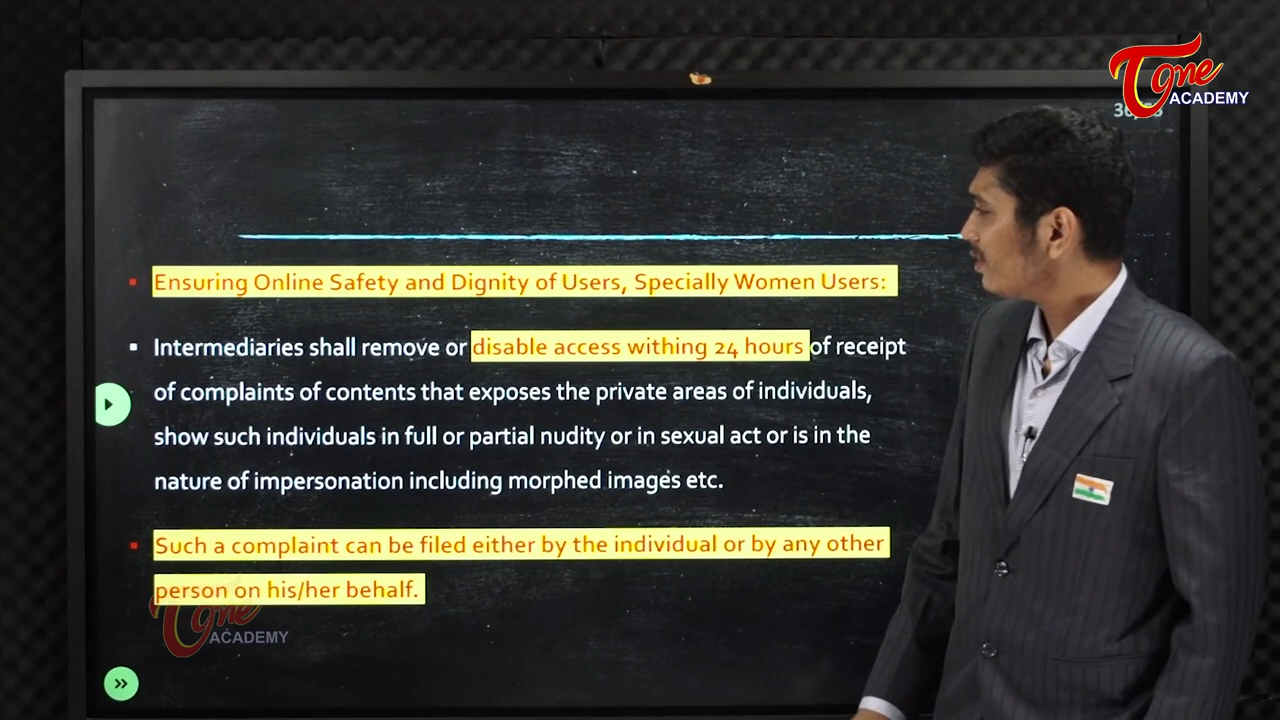 Tone
ACADEMY
Ensuring Online Safety and Dignity of Users, Specially Women Users:
Intermediaries shall remove or disable access withing 24 hours of receipt
of complaints of contents that exposes the private areas of individuals,
show such individuals in full or partial nudity or in sexual act or is in the
nature of impersonation including morphed images etc.
Such a complaint can be filed either by the individual or by any other
person on his/her behalf.
Tone
ACADEMY